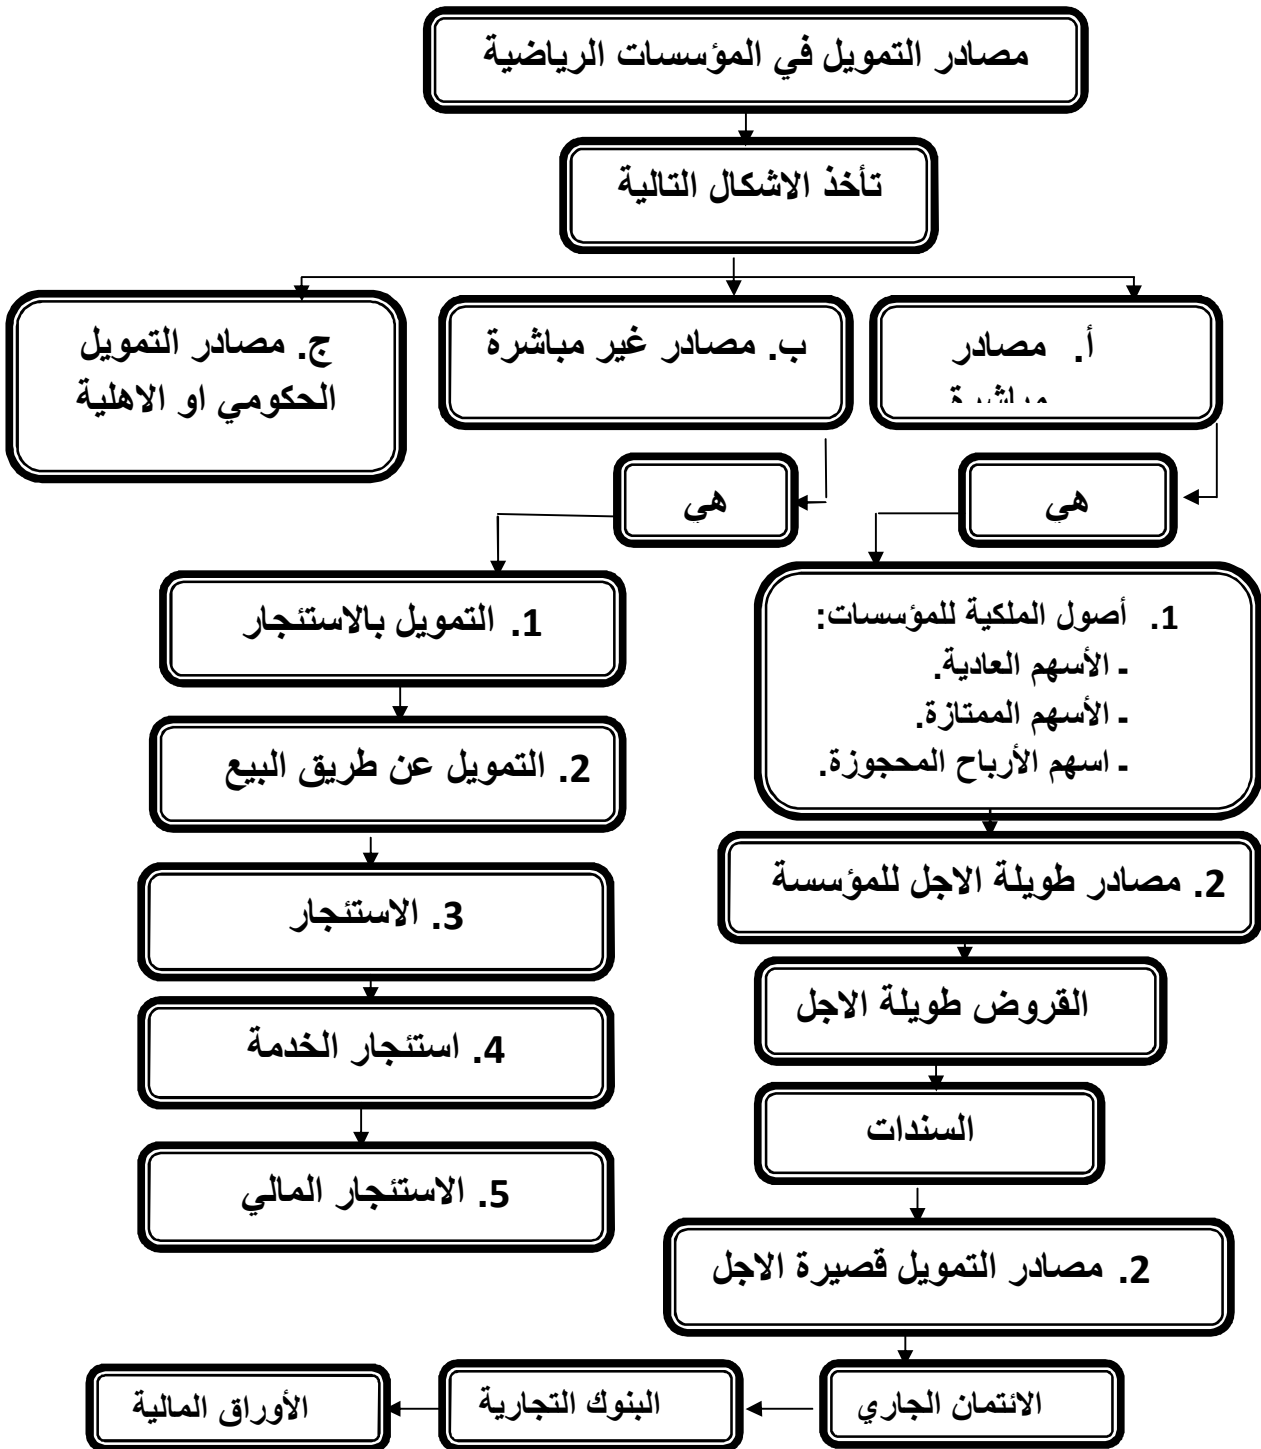 مصادر التمويل في المؤسسات الرياضية
تأخذ الاشكال التالية
أ. مصادر
مباشرة
ب. مصادر غير مباشرة
ج. مصادر التمويل
الحكومي او الاهلية
هي
هي
1. أصول الملكية للمؤسسات:
ـ الأسهم العادية.
ـ الأسهم الممتازة.
ـ اسهم الأرباح المحجوزة.
2. مصادر طويلة الاجل للمؤسسة
القروض طويلة الاجل
السندات
2. مصادر التمويل قصيرة الاجل
الائتمان الجاري
البنوك التجارية
الأوراق المالية
1. التمويل بالاستئجار
2. التمويل عن طريق البيع
3. الاستئجار
4. استئجار الخدمة
5. الاستئجار المالي